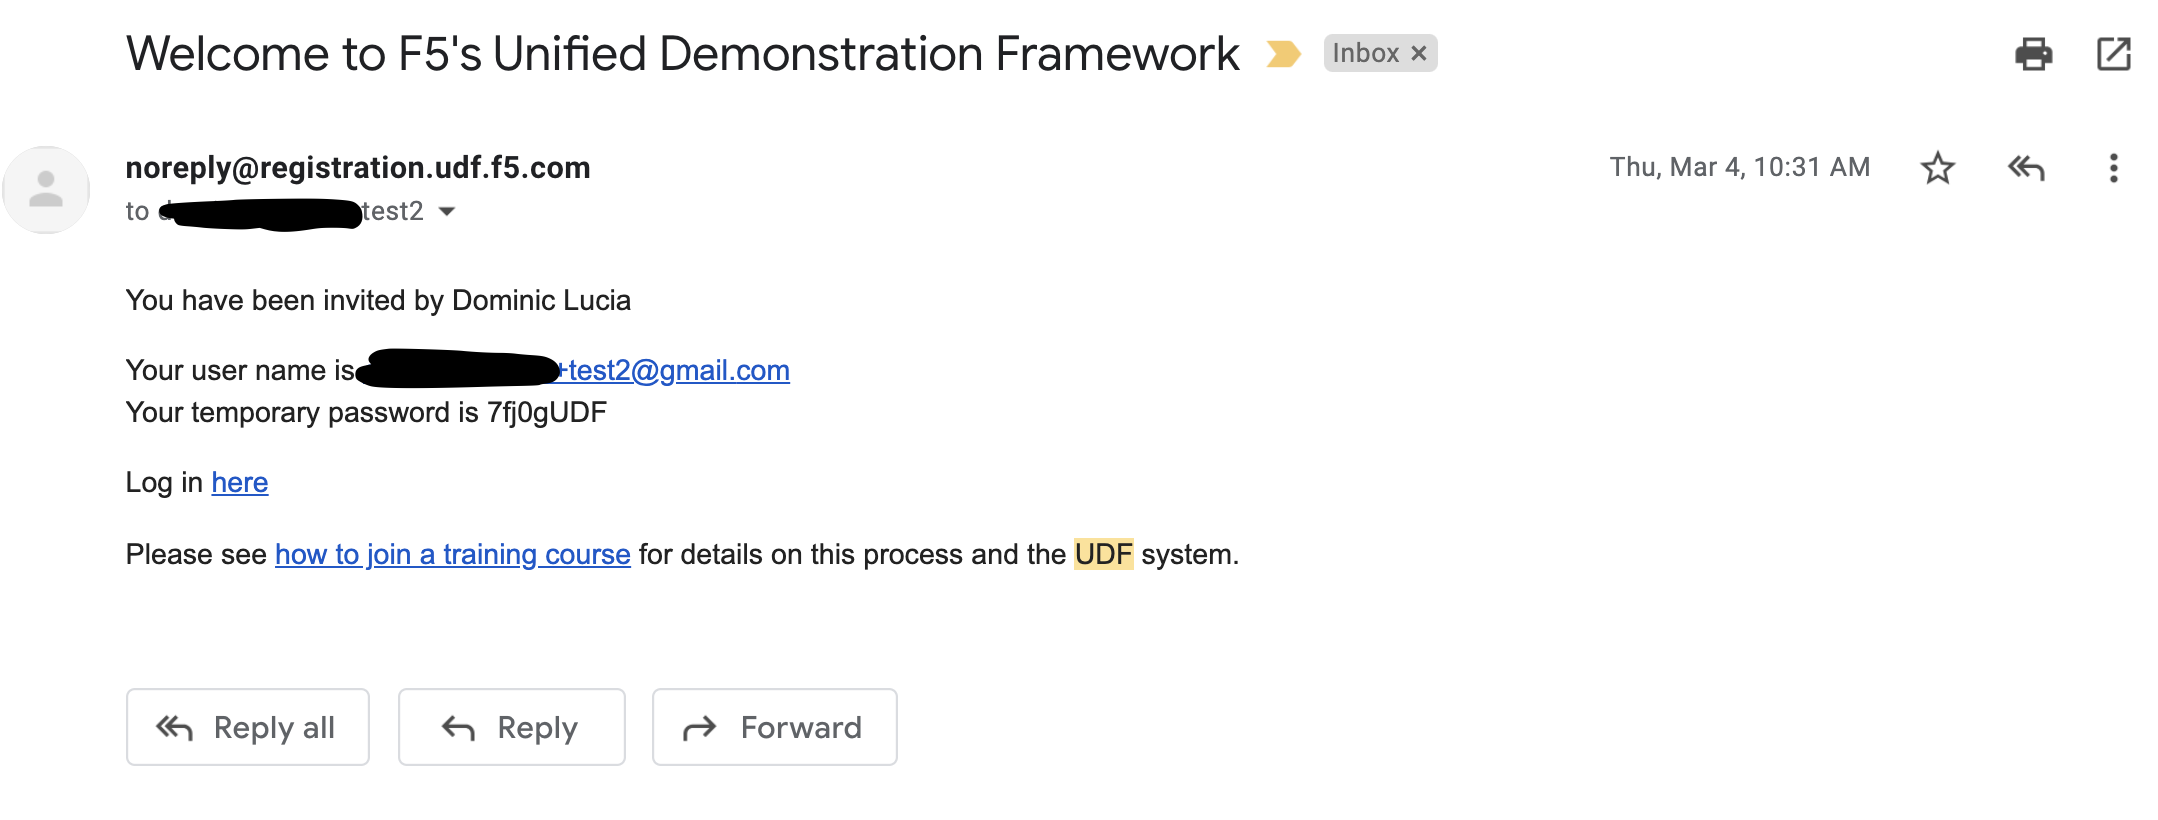 Welcome to F5's Unified Demonstration Framework Inbox ×
noreply@registration.udf.f5.com Thu, Mar 4, 10:31 AM
to test2
You have been invited by Dominic Lucia
Your user name is +test2@gmail.com
Your temporary password is 7fj0gUDF
Log in here
Please see how to join a training course for details on this process and the UDF system.
Reply all Reply Forward